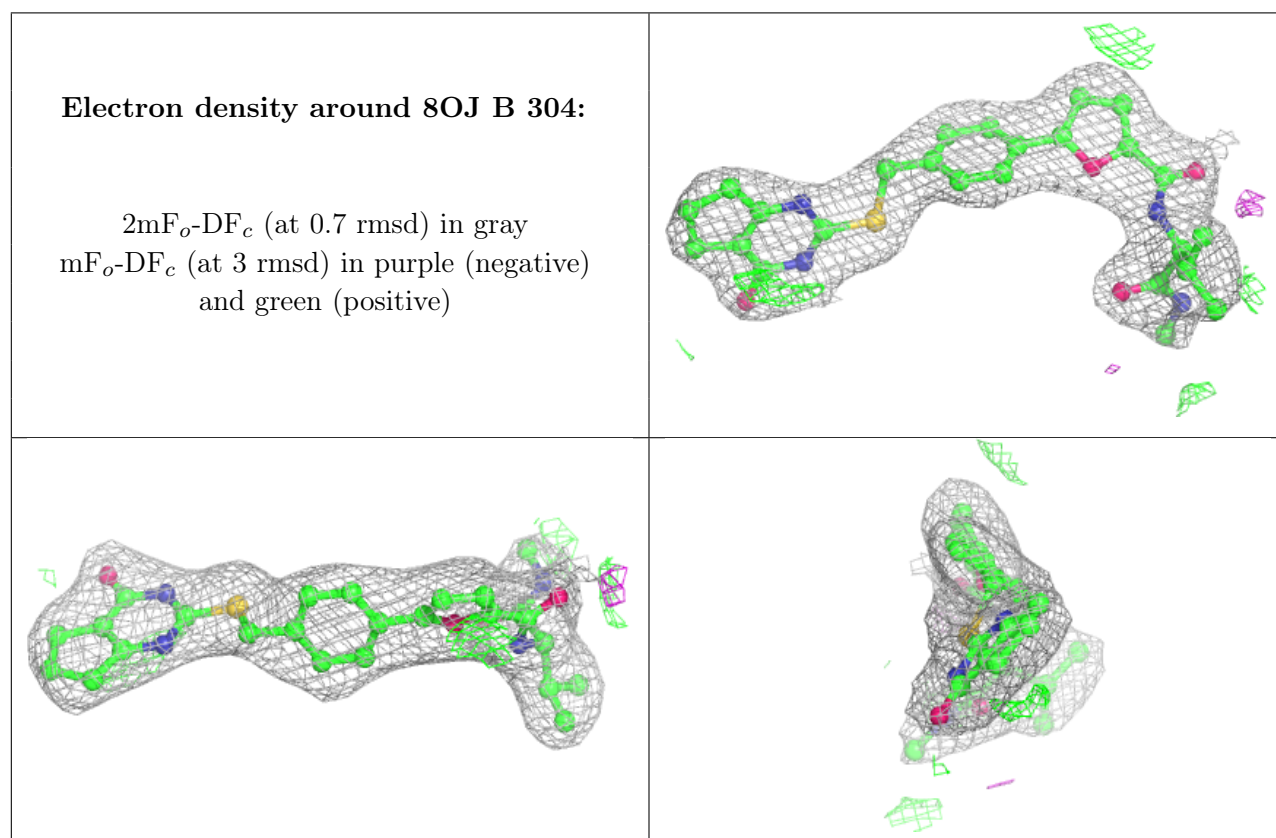 Electron density around 8OJ B 304:
2mFo-DFc (at 0.7 rmsd) in gray
mFo-DFc (at 3 rmsd) in purple (negative)
and green (positive)